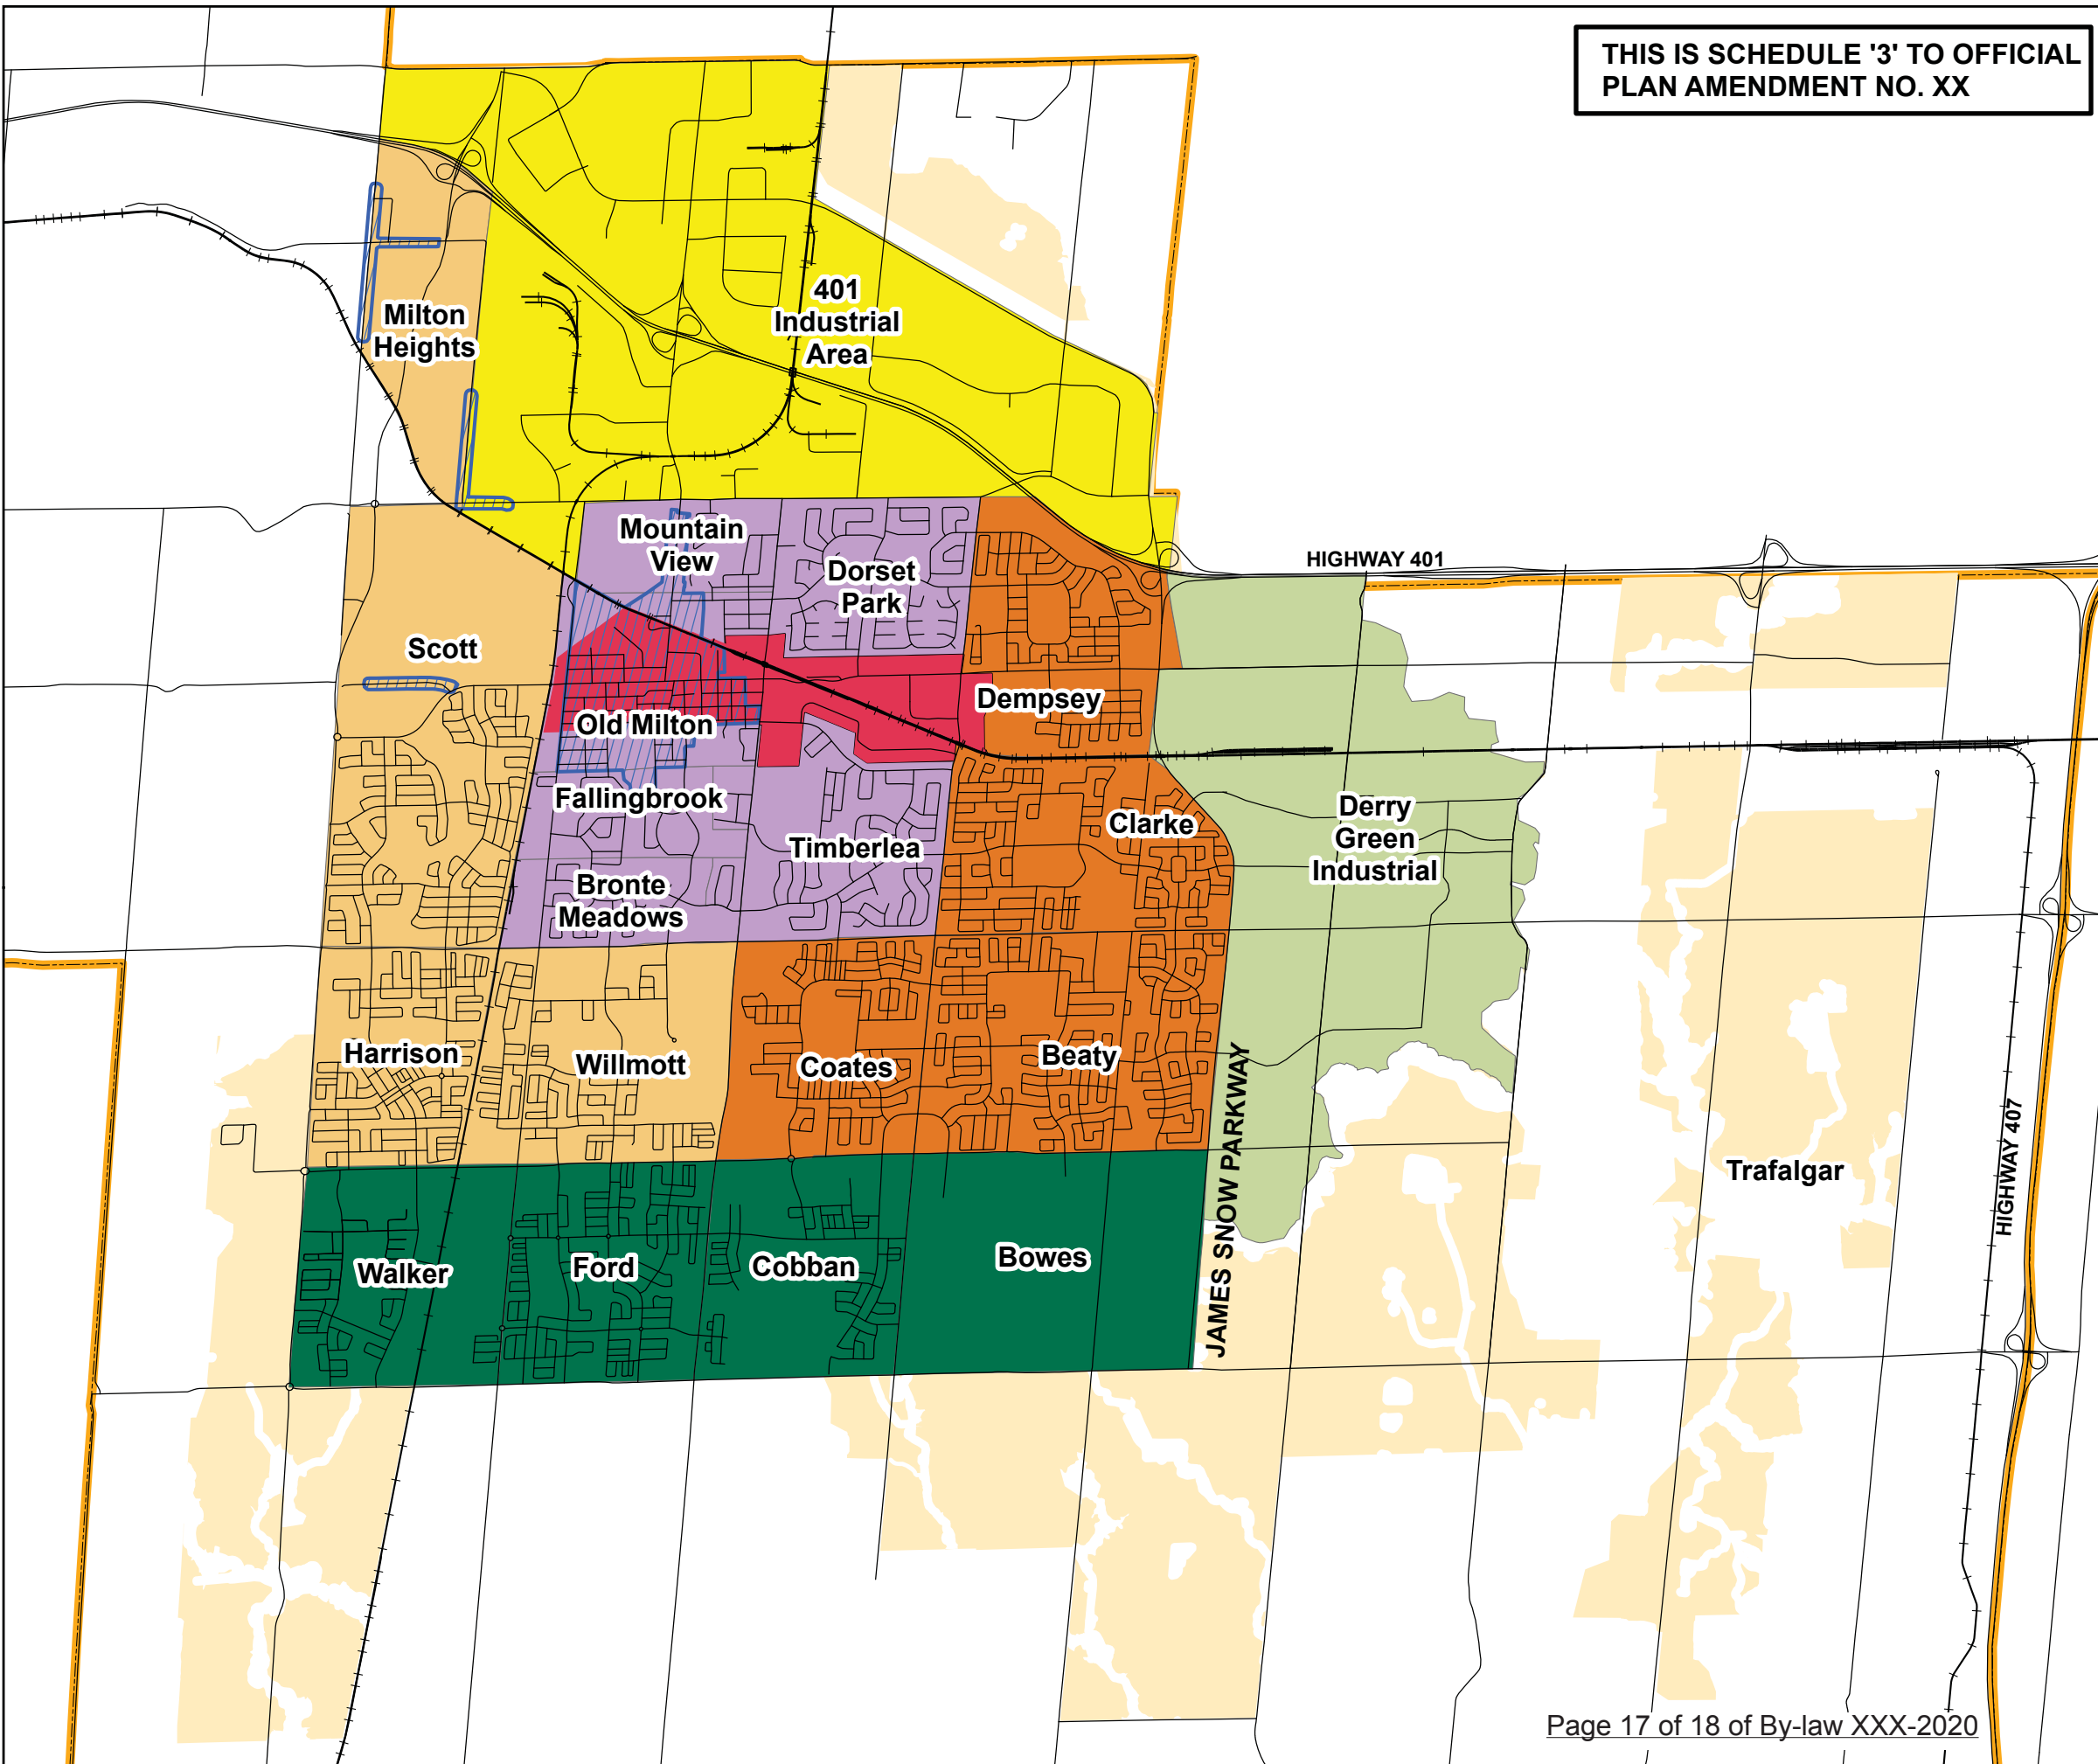 THIS IS SCHEDULE '3' TO OFFICIAL
PLAN AMENDMENT NO. XX
401
Industrial
Area
Milton
Heights
Mountain
View
Dorset
Park
HIGHWAY 401
Scott
Dempsey
Old Milton
Fallingbrook
Clarke
Derry
Green
Industrial
Timberlea
Bronte
Meadows
Harrison
Willmott
Coates
Beaty
JAMES SNOW PARKWAY
HIGHWAY 407
Trafalgar
Walker
Ford
Cobban
Bowes
Page 17 of 18 of By-law XXX-2020